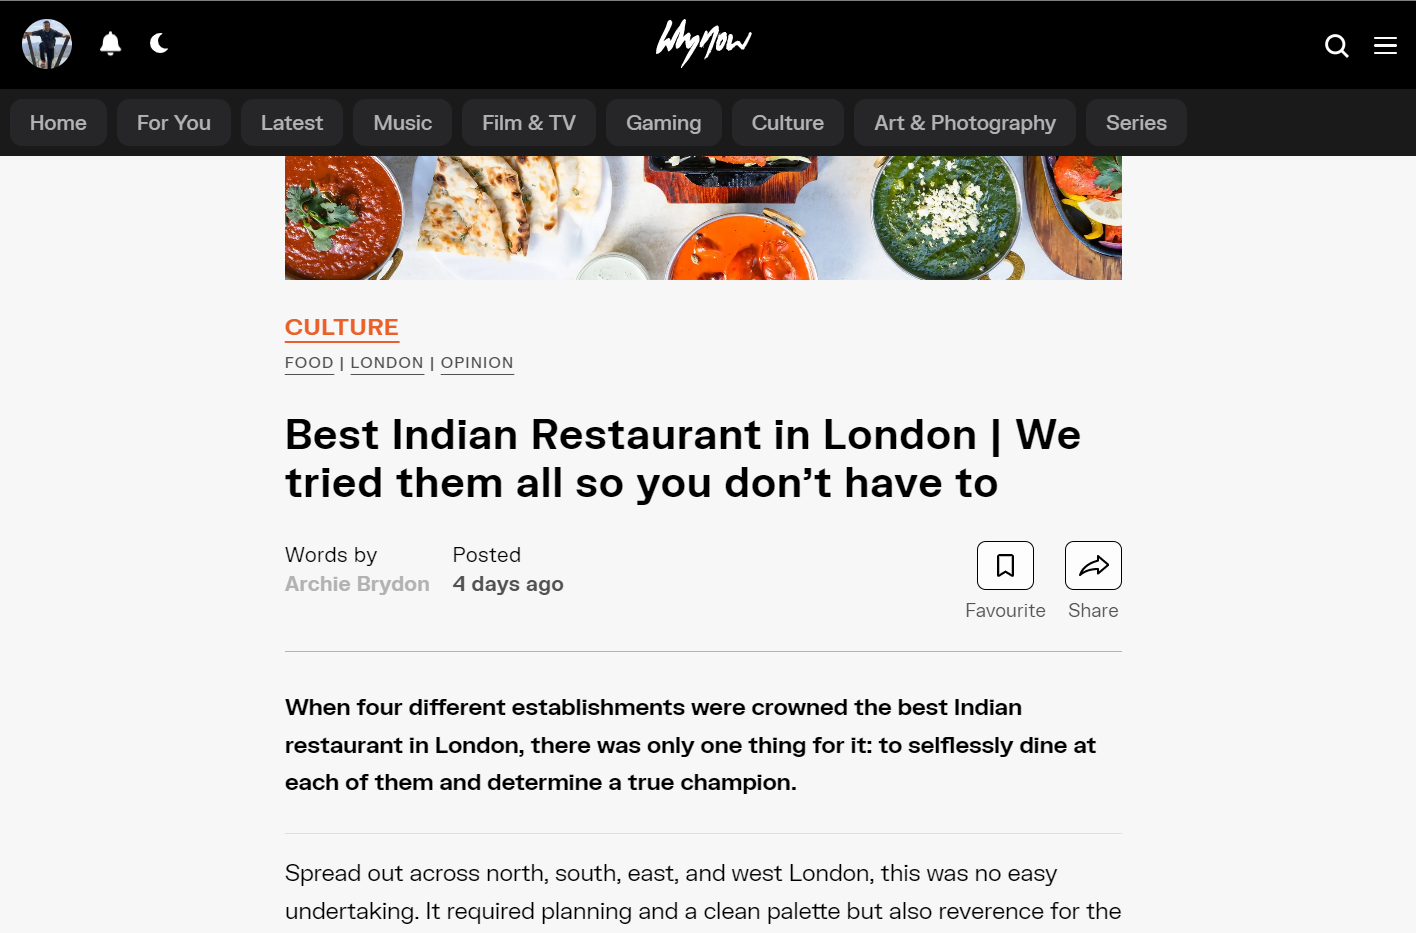 whynow
Home For You Latest Music Film & TV Gaming Culture Art & Photography Series
CULTURE
FOOD | LONDON | OPINION
Best Indian Restaurant in London | We
tried them all so you don’t have to
Words by Posted
Archie Brydon 4 days ago
Favourite Share
When four different establishments were crowned the best Indian
restaurant in London, there was only one thing for it: to selflessly dine at
each of them and determine a true champion.
Spread out across north, south, east, and west London, this was no easy
undertaking. It required planning and a clean palette but also reverence for the